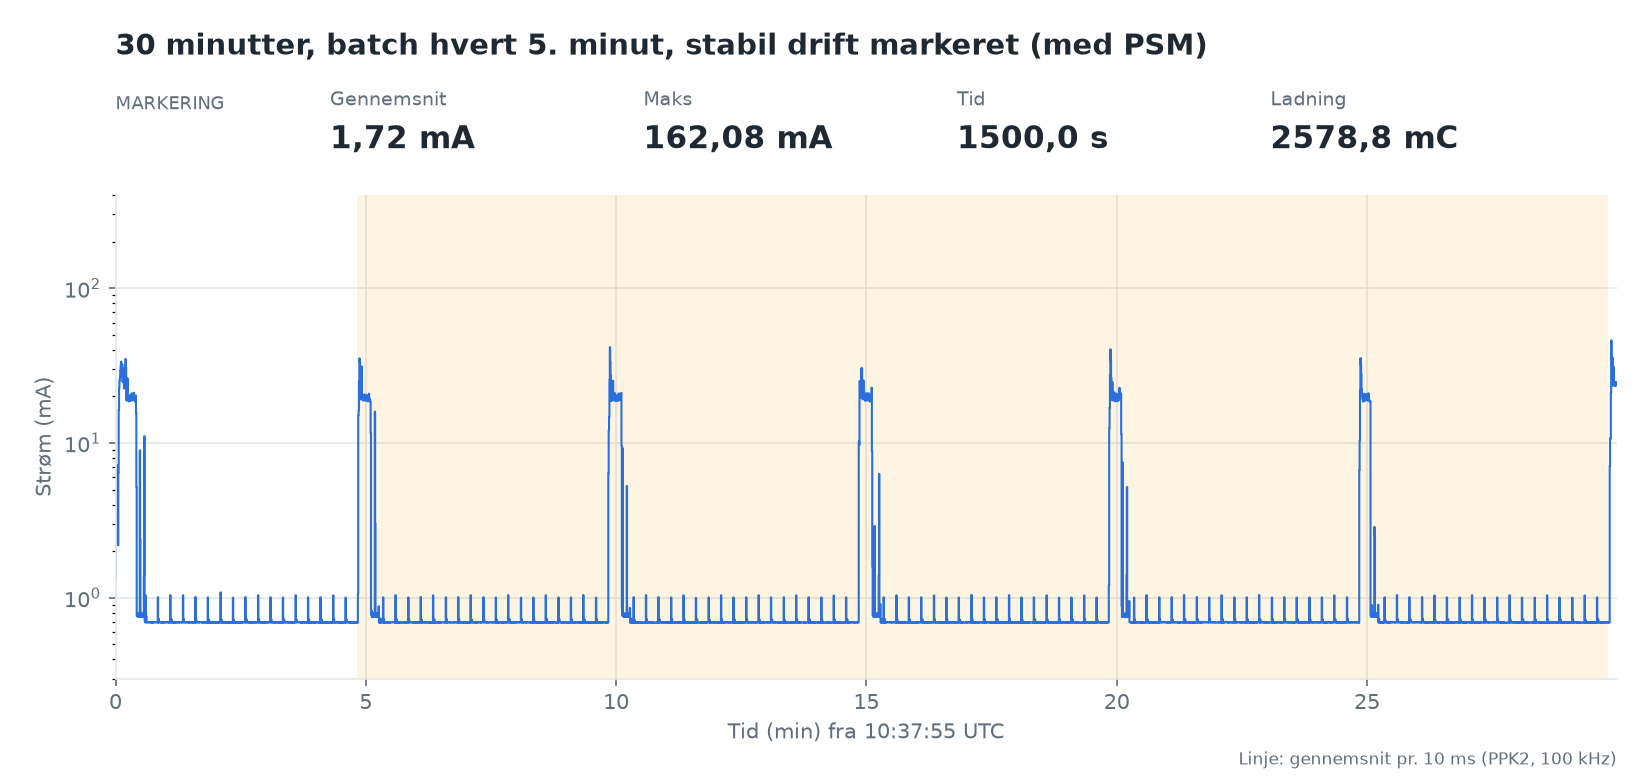 30 minutter, batch hvert 5. minut, stabil drift markeret (med PSM)
MARKERING
Gennemsnit
1,72 mA
Maks
162,08 mA
Tid
1500,0 s
Ladning
2578,8 mC
Strøm (mA)
10²
10¹
10⁰
0 5 10 15 20 25
Tid (min) fra 10:37:55 UTC
Linje: gennemsnit pr. 10 ms (PPK2, 100 kHz)